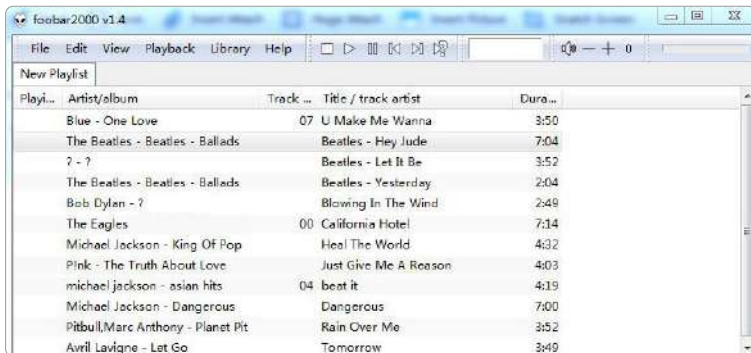 foobar2000 v1.4
File Edit View Playback Library Help 0
New Playlist
Playi... Artist/album Track ... Title / track artist Dura...
Blue - One Love 07 U Make Me Wanna 3:50
The Beatles - Beatles - Ballads Beatles - Hey Jude 7:04
? - ? Beatles - Let It Be 3:52
The Beatles - Beatles - Ballads Beatles - Yesterday 2:04
Bob Dylan - ? Blowing In The Wind 2:49
The Eagles 00 California Hotel 7:14
Michael Jackson - King Of Pop Heal The World 4:32
P!nk - The Truth About Love Just Give Me A Reason 4:03
michael jackson - asian hits 04 beat it 4:19
Michael Jackson - Dangerous Dangerous 7:00
Pitbull,Marc Anthony - Planet Pit Rain Over Me 3:52
Avril Lavigne - Let Go Tomorrow 3:49